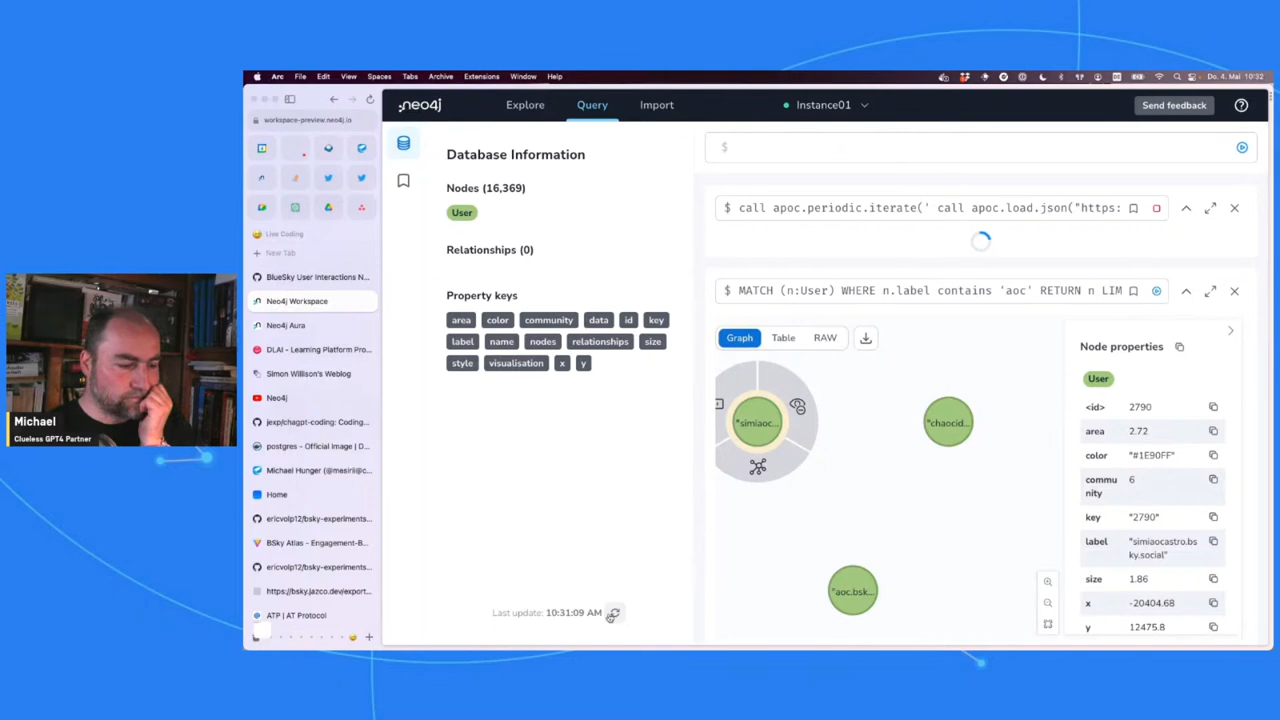 Arc File Edit View Spaces Tabs Archive Extensions Window Help
Do. 4. Mai 10:32
workspace-preview.neo4j.io
Live Coding
New Tab
BlueSky User Interactions N...
Neo4j Workspace
Neo4j Aura
DLAI - Learning Platform Pro...
Simon Willison's Weblog
Neo4j
jexp/chagpt-coding: Coding...
postgres – Official Image | D...
Michael Hunger (@mesirii@c...
Home
ericvolp12/bsky-experiments...
BSky Atlas - Engagement-B...
ericvolp12/bsky-experiments...
https://bsky.jazco.dev/export...
ATP | AT Protocol
neo4j
Explore Query Import
Instance01
Send feedback
Database Information
Nodes (16,369)
User
Relationships (0)
Property keys
area color community data id key
label name nodes relationships size
style visualisation x y
Last update: 10:31:09 AM
$
$ call apoc.periodic.iterate(' call apoc.load.json("https:
$ MATCH (n:User) WHERE n.label contains 'aoc' RETURN n LIM
Graph Table RAW
"simiaoc...
"chaocid...
"aoc.bsk...
Node properties
User
<id> 2790
area 2.72
color "#1E90FF"
commu
nity 6
key "2790"
label "simiaocastro.bs
ky.social"
size 1.86
x -20404.68
y 12475.8
Michael
Clueless GPT4 Partner